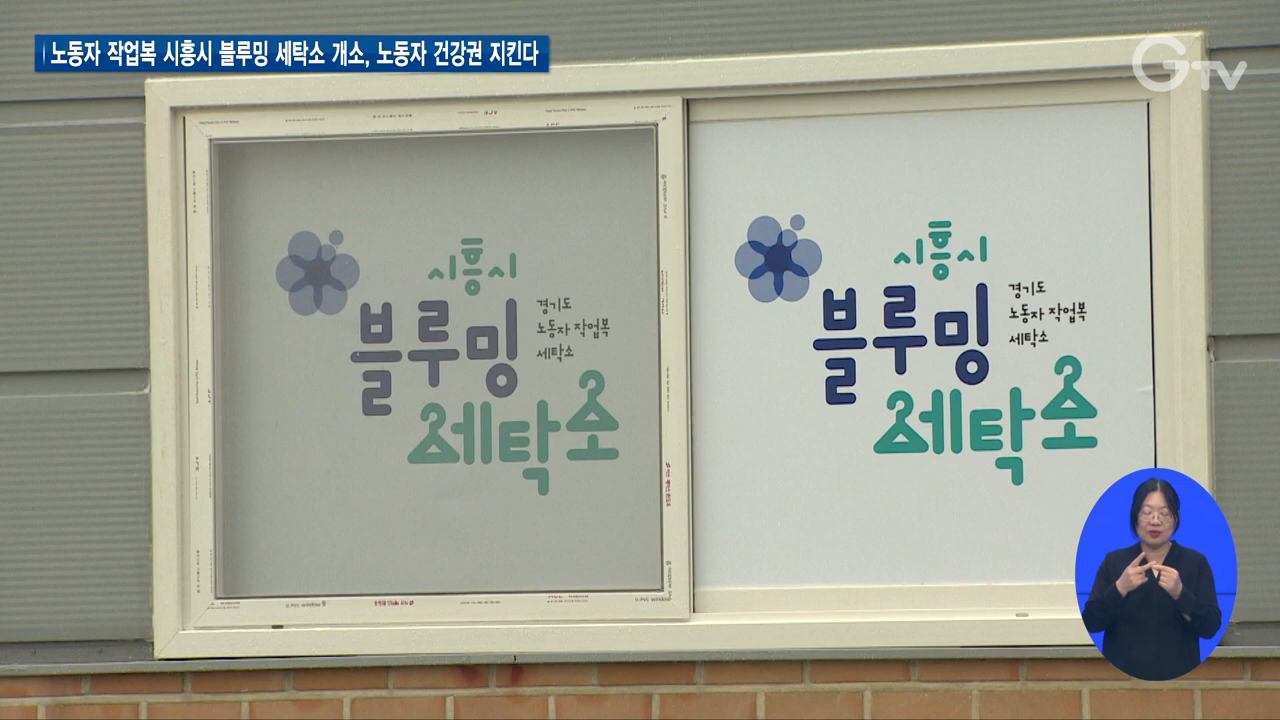 노동자 작업복 시흥시 블루밍 세탁소 개소, 노동자 건강권 지킨다
GTV
시흥시
블루밍
경기도
노동자 작업복
세탁소
세탁소
시흥시
블루밍
경기도
노동자 작업복
세탁소
세탁소